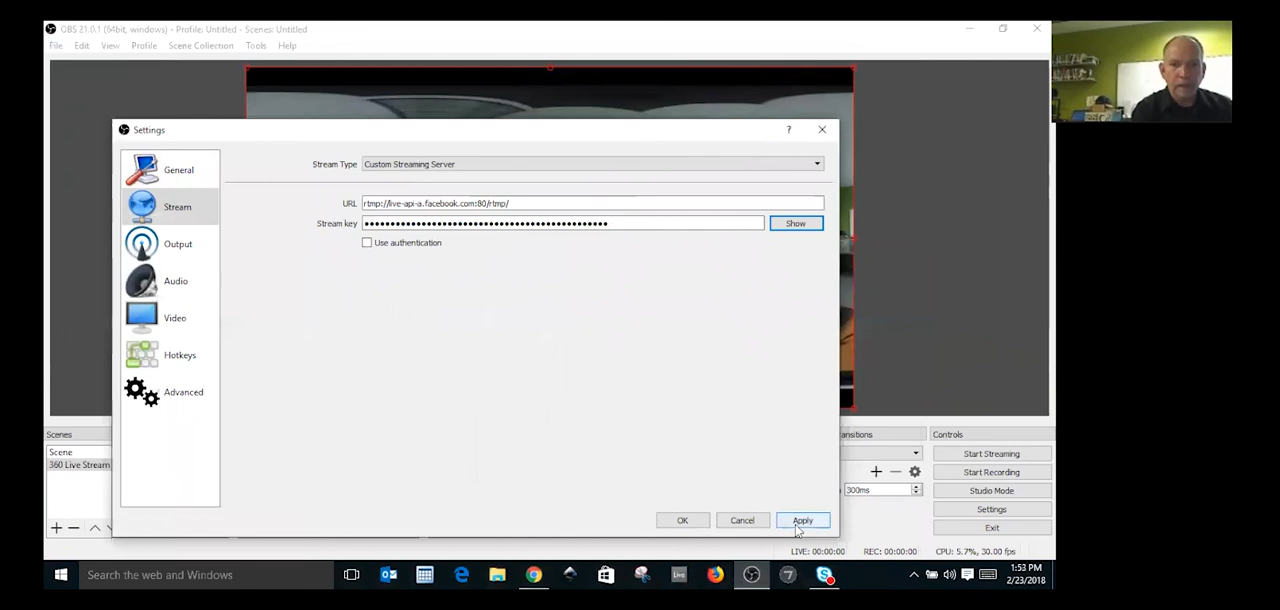 OBS 21.0.1 (64bit, windows) - Profile: Untitled - Scenes: Untitled
File Edit View Profile Scene Collection Tools Help
Settings
?
General
Stream
Output
Audio
Video
Hotkeys
Advanced
Stream Type Custom Streaming Server
URL rtmp://live-api-a.facebook.com:80/rtmp/
Stream key ●●●●●●●●●●●●●●●●●●●●●●●●●●●●●●●●●●●●●●●●●●●●●●● Show
Use authentication
OK Cancel Apply
Scenes
Scene
360 Live Stream
ansitions
300ms
Controls
Start Streaming
Start Recording
Studio Mode
Settings
Exit
LIVE: 00:00:00 REC: 00:00:00 CPU: 5.7%, 30.00 fps
Search the web and Windows
Live
7
1:53 PM
2/23/2018